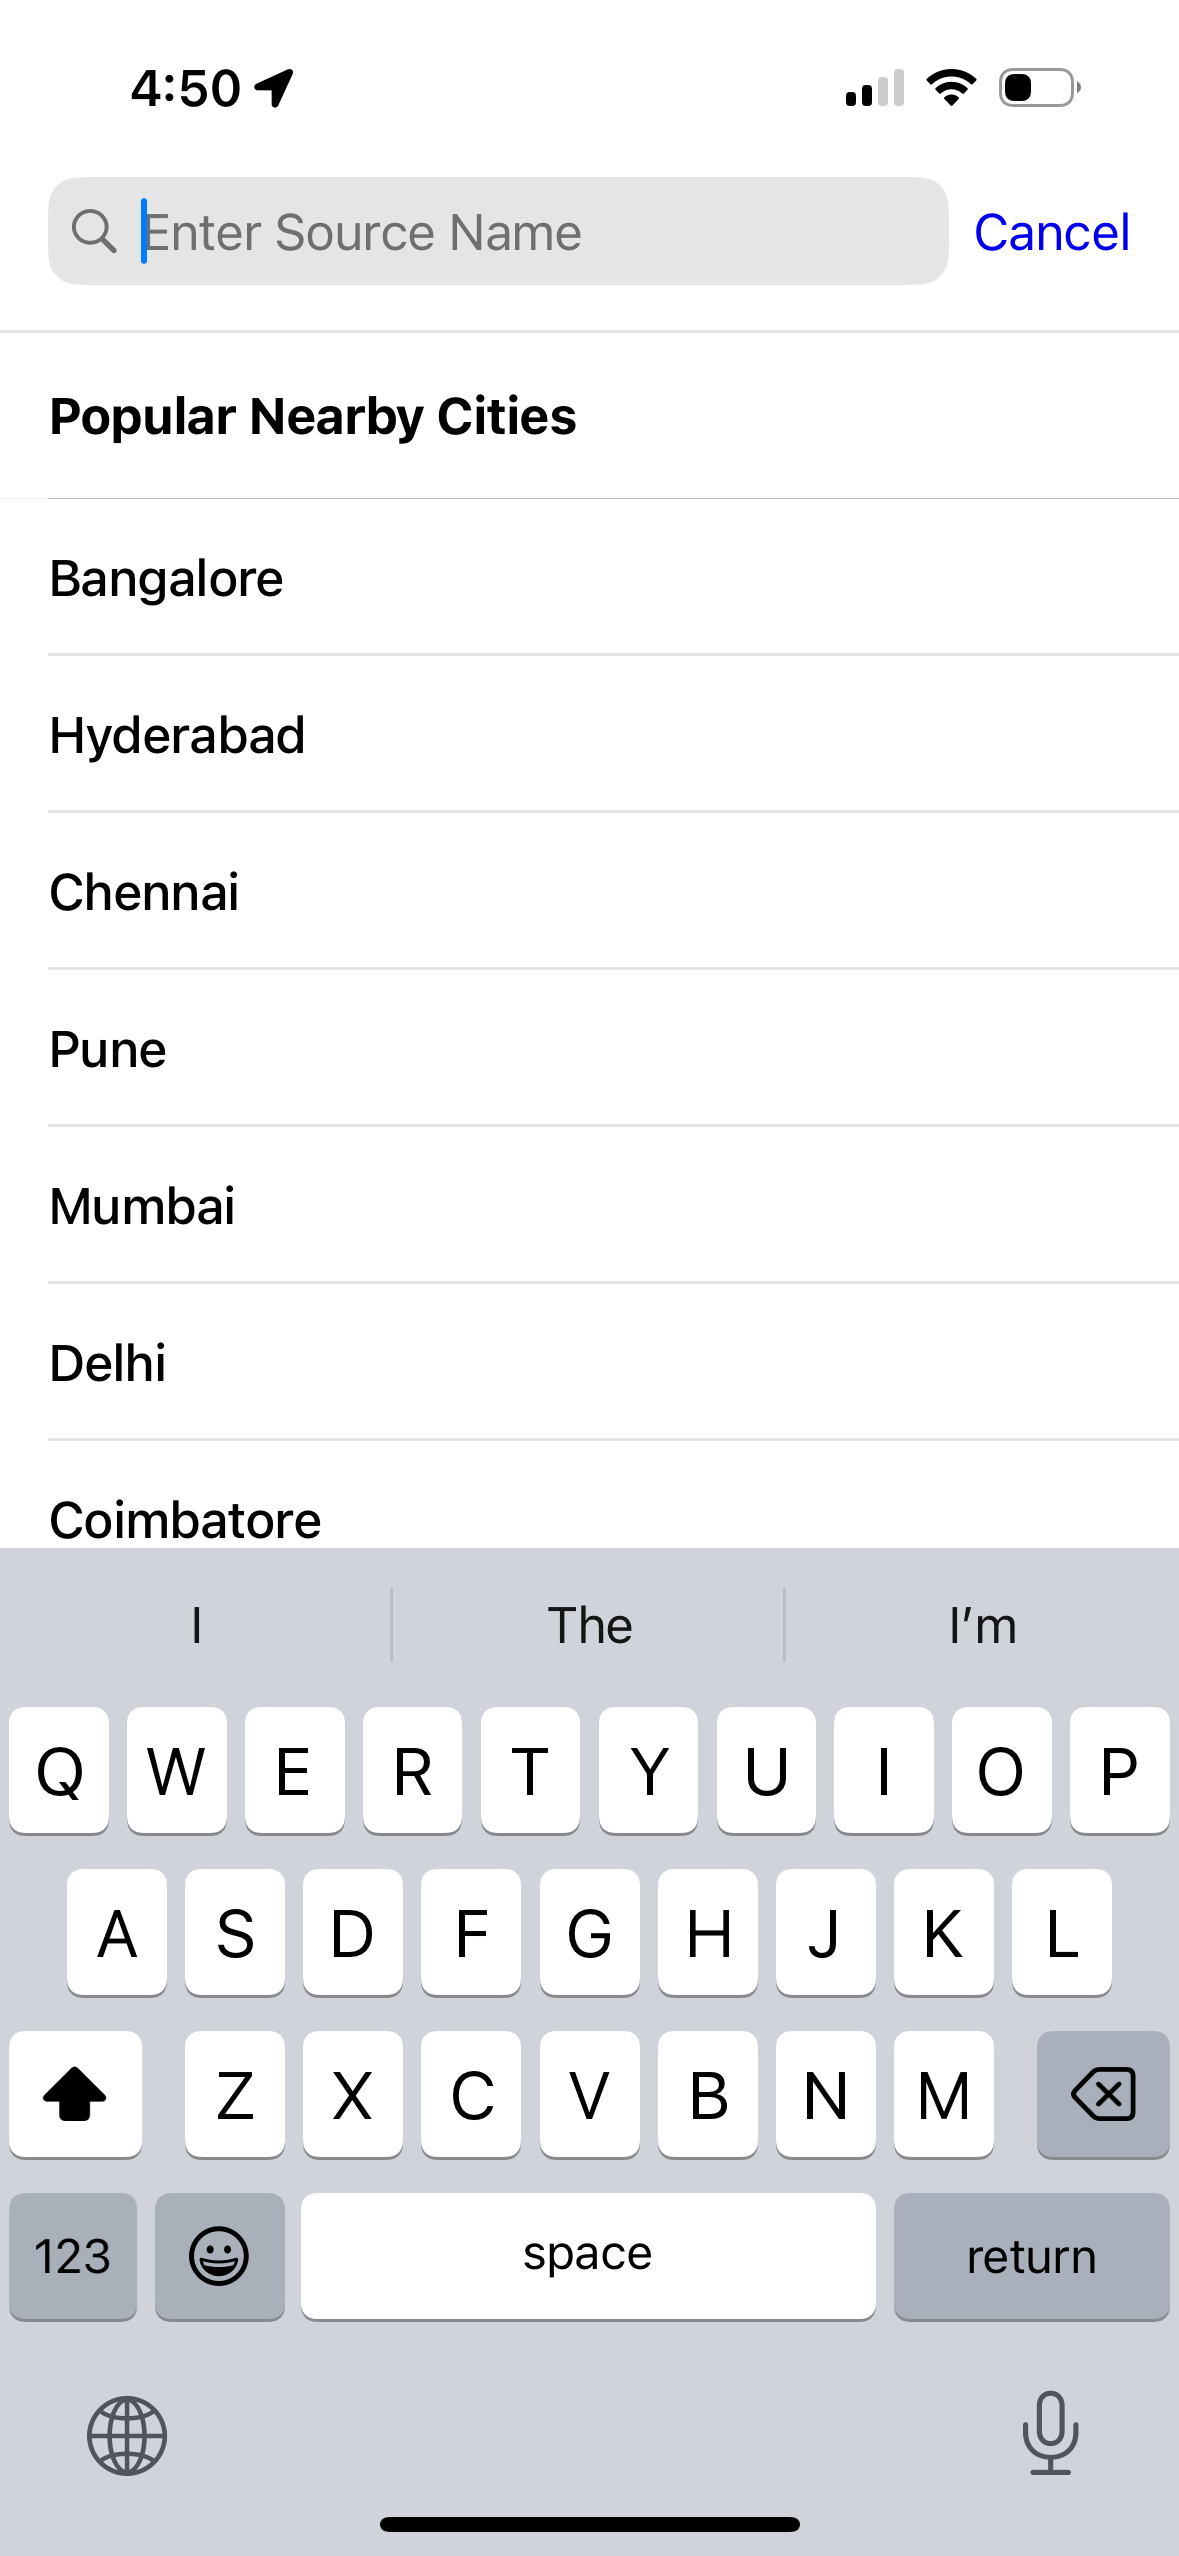 4:50
Enter Source Name
Cancel
Popular Nearby Cities
Bangalore
Hyderabad
Chennai
Pune
Mumbai
Delhi
Coimbatore
I The I'm
Q W E R T Y U I O P
A S D F G H J K L
Z X C V B N M
123 space return